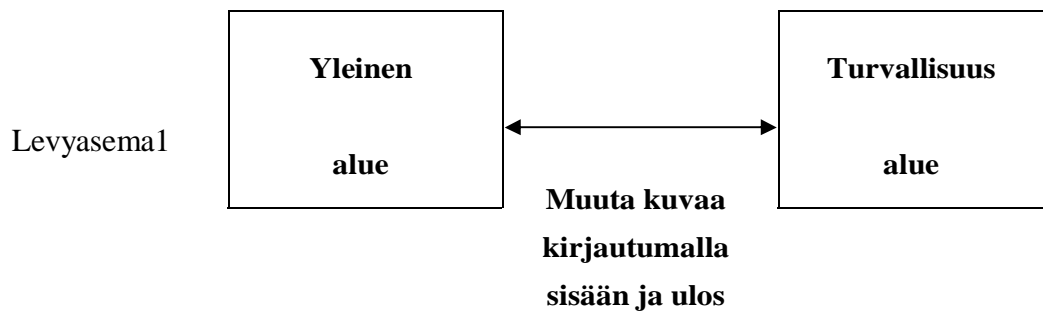 Levyasema1
Yleinen
alue
Turvallisuus
alue
Muuta kuvaa
kirjautumalla
sisään ja ulos